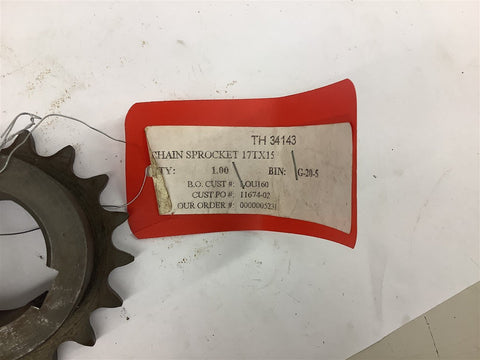 TH 34143
CHAIN SPROCKET 17TX15
QTY: 1.00 BIN: G-20-5
B.O. CUST #: LOU160
CUST.PO #: 11674-02
OUR ORDER #: 0000005231